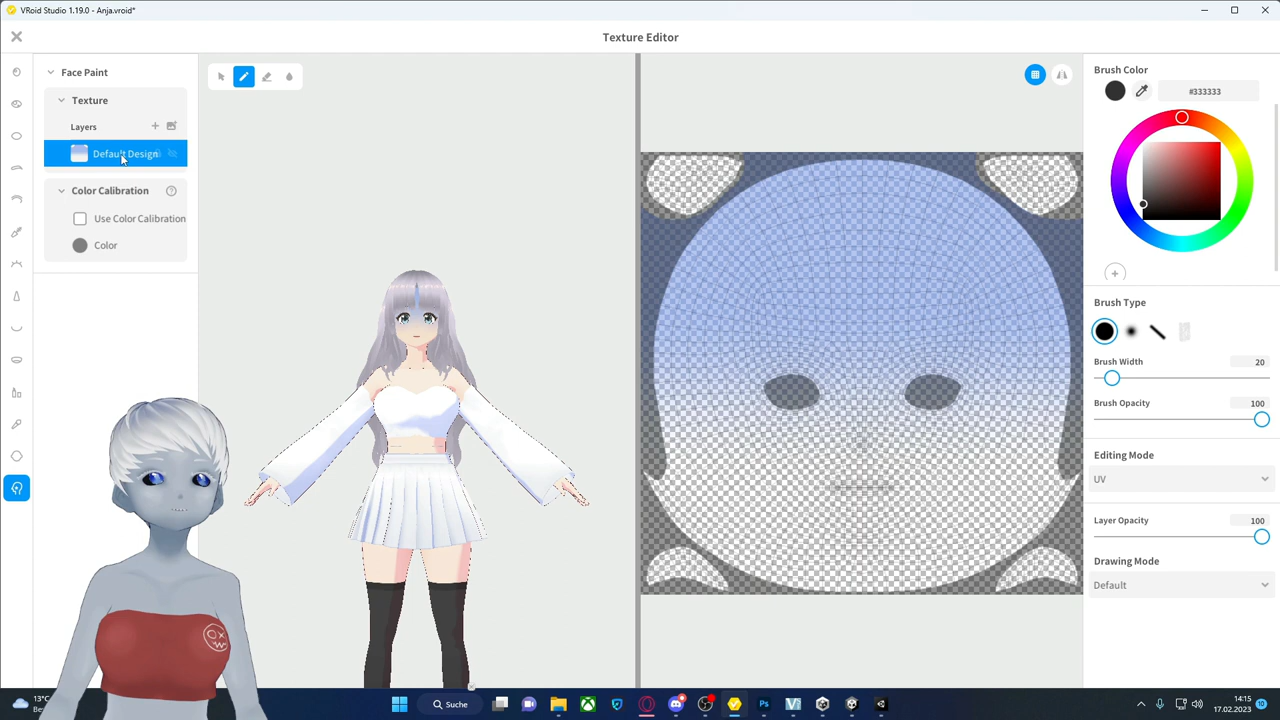 VRoid Studio 1.19.0 - Anja.vroid*
Texture Editor
Face Paint
Texture
Layers
Default Design
Color Calibration
Use Color Calibration
Color
Brush Color
#333333
Brush Type
Brush Width
20
Brush Opacity
100
Editing Mode
UV
Layer Opacity
100
Drawing Mode
Default
13°C
Suche
14:15
17.02.2023